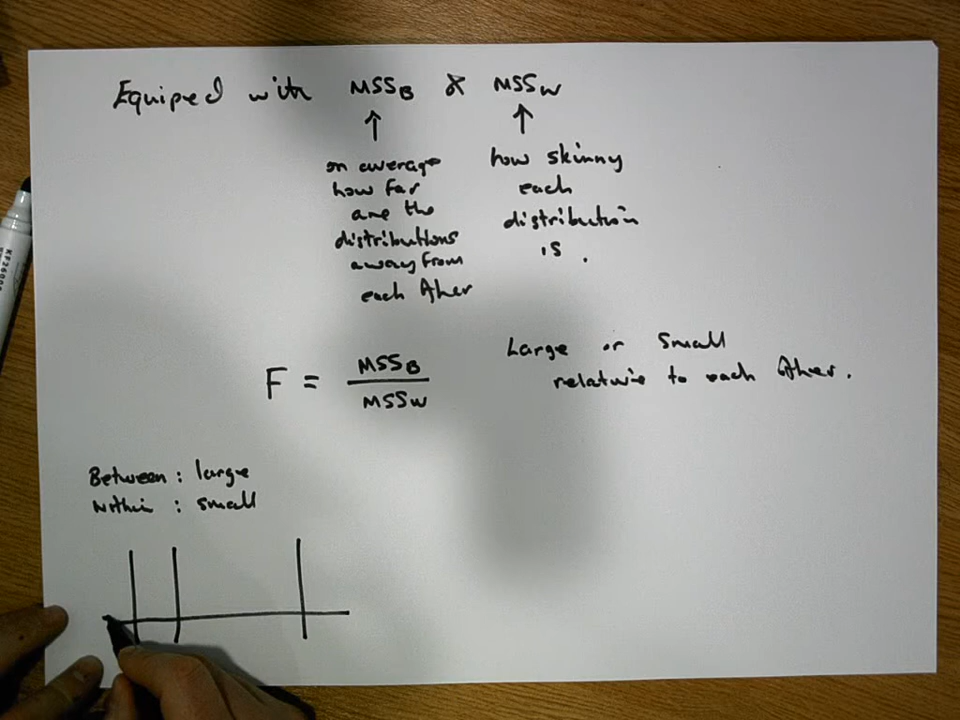 Equiped with MSSB & MSSW
↑ ↑
on average
how far
are the
distributions
away from
each other
how skinny
each
distribution
is.
F = MSSB / MSSW
Large or small
relative to each other.
Between : large
Within : small